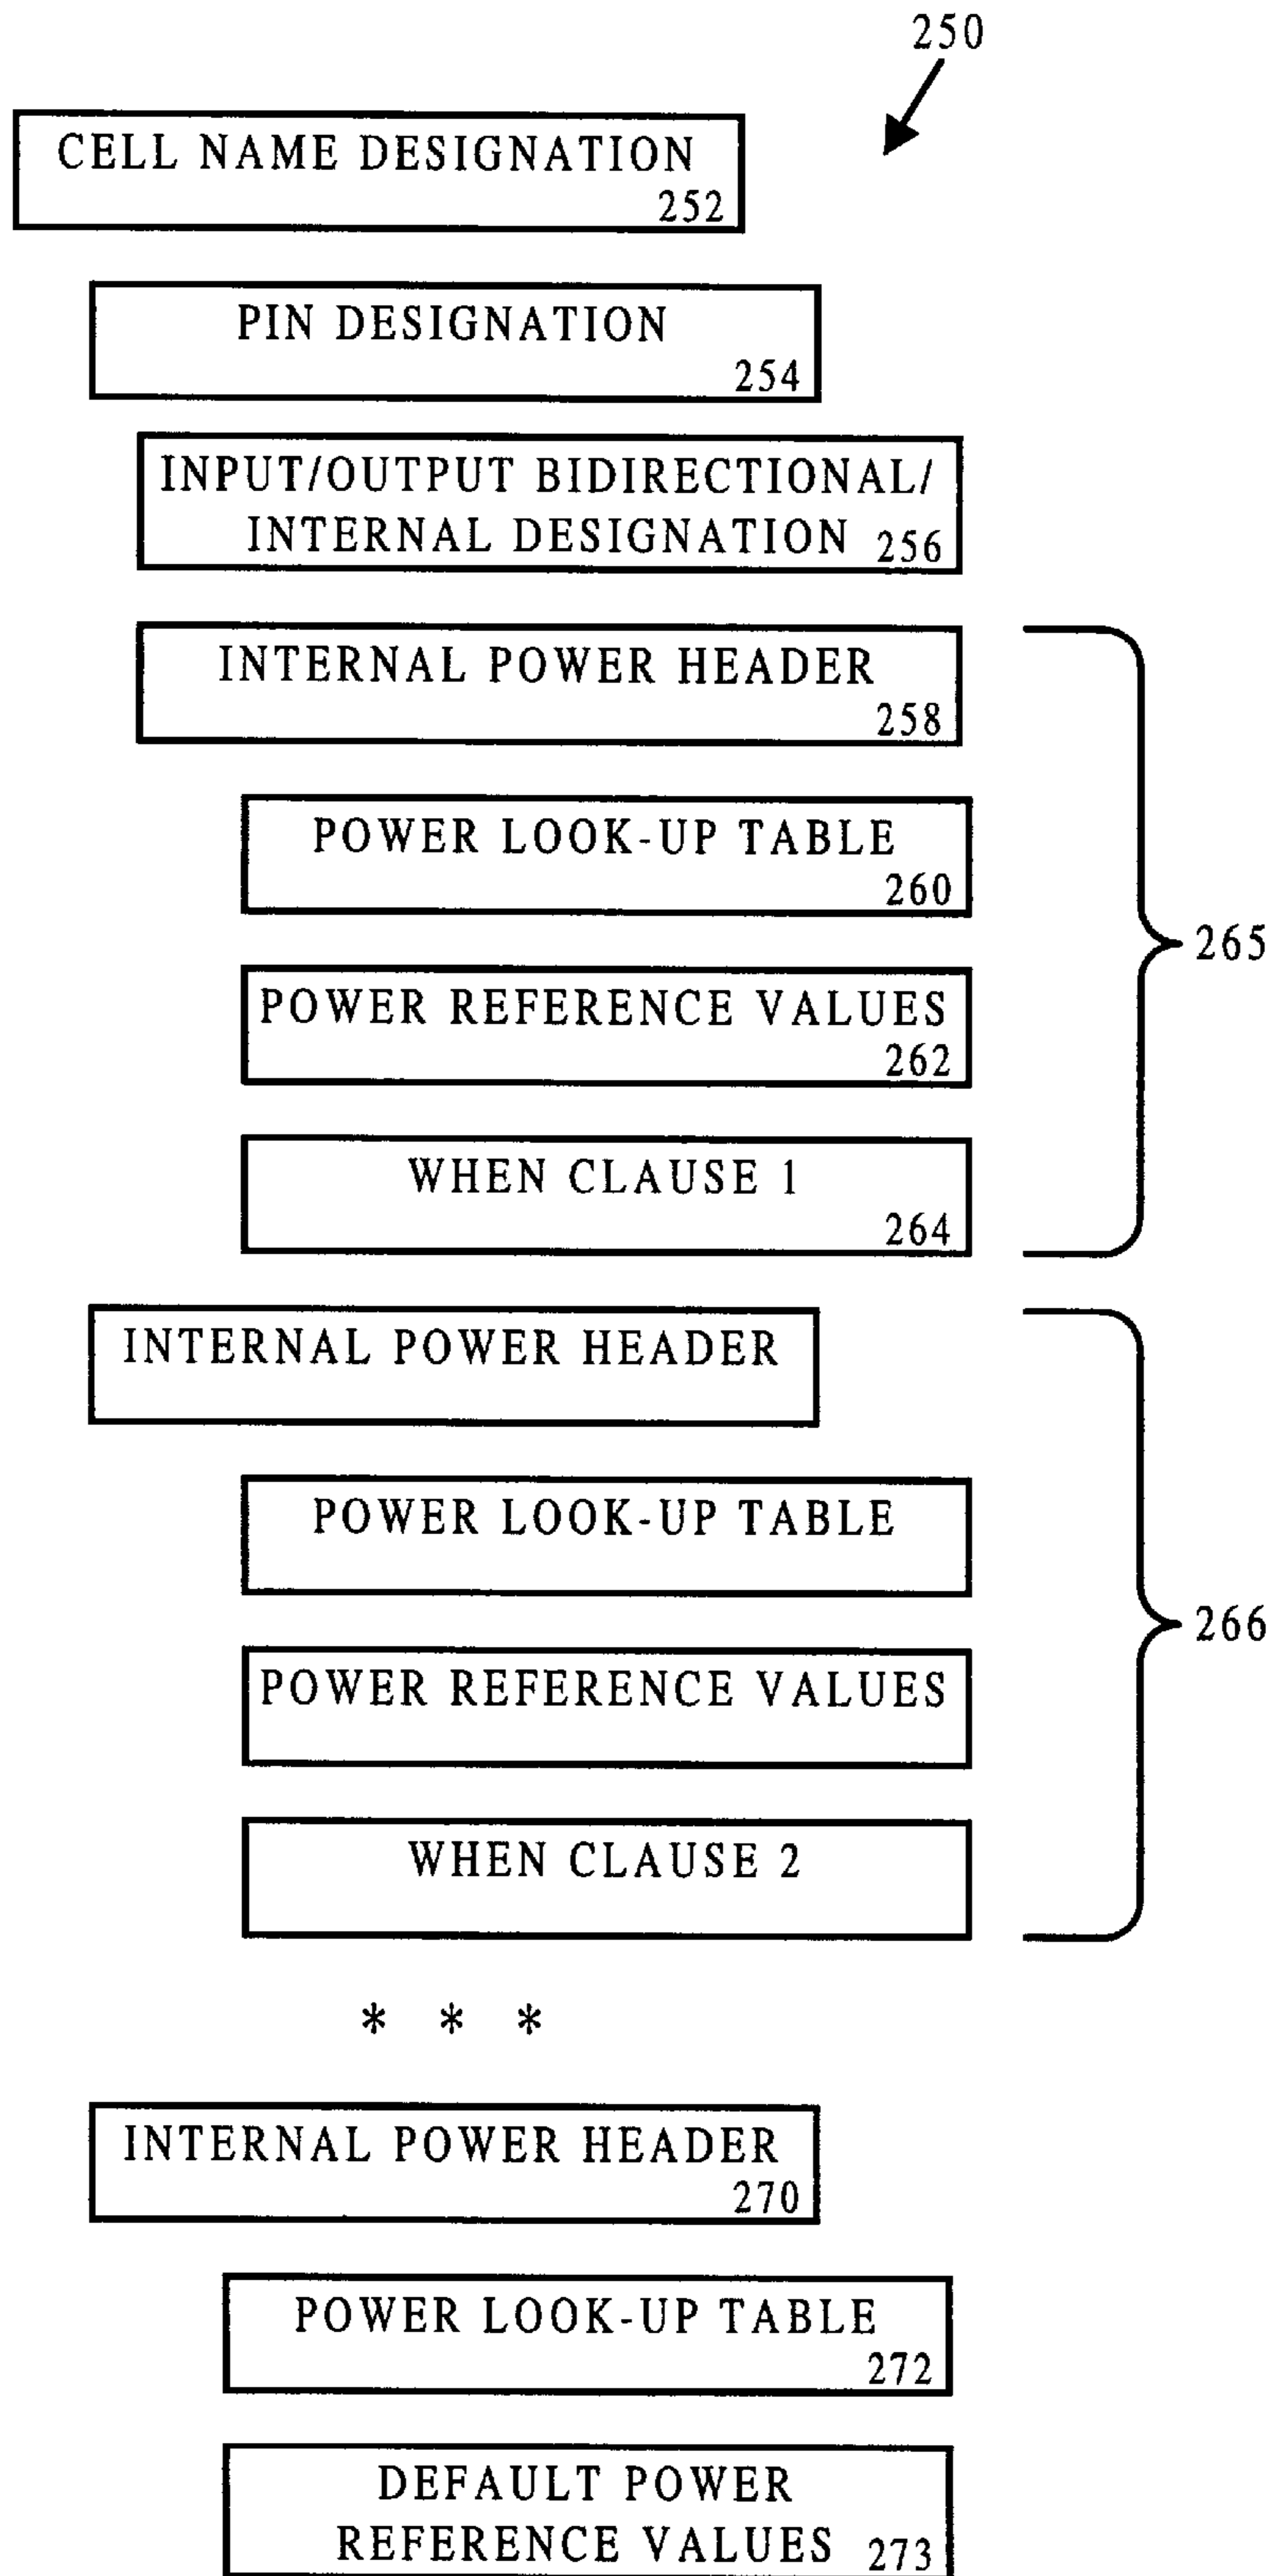 250
CELL NAME DESIGNATION
252
PIN DESIGNATION
254
INPUT/OUTPUT BIDIRECTIONAL/
INTERNAL DESIGNATION 256
INTERNAL POWER HEADER
258
POWER LOOK-UP TABLE
260
265
POWER REFERENCE VALUES
262
WHEN CLAUSE 1
264
INTERNAL POWER HEADER
POWER LOOK-UP TABLE
266
POWER REFERENCE VALUES
WHEN CLAUSE 2
* * *
INTERNAL POWER HEADER
270
POWER LOOK-UP TABLE
272
DEFAULT POWER
REFERENCE VALUES 273